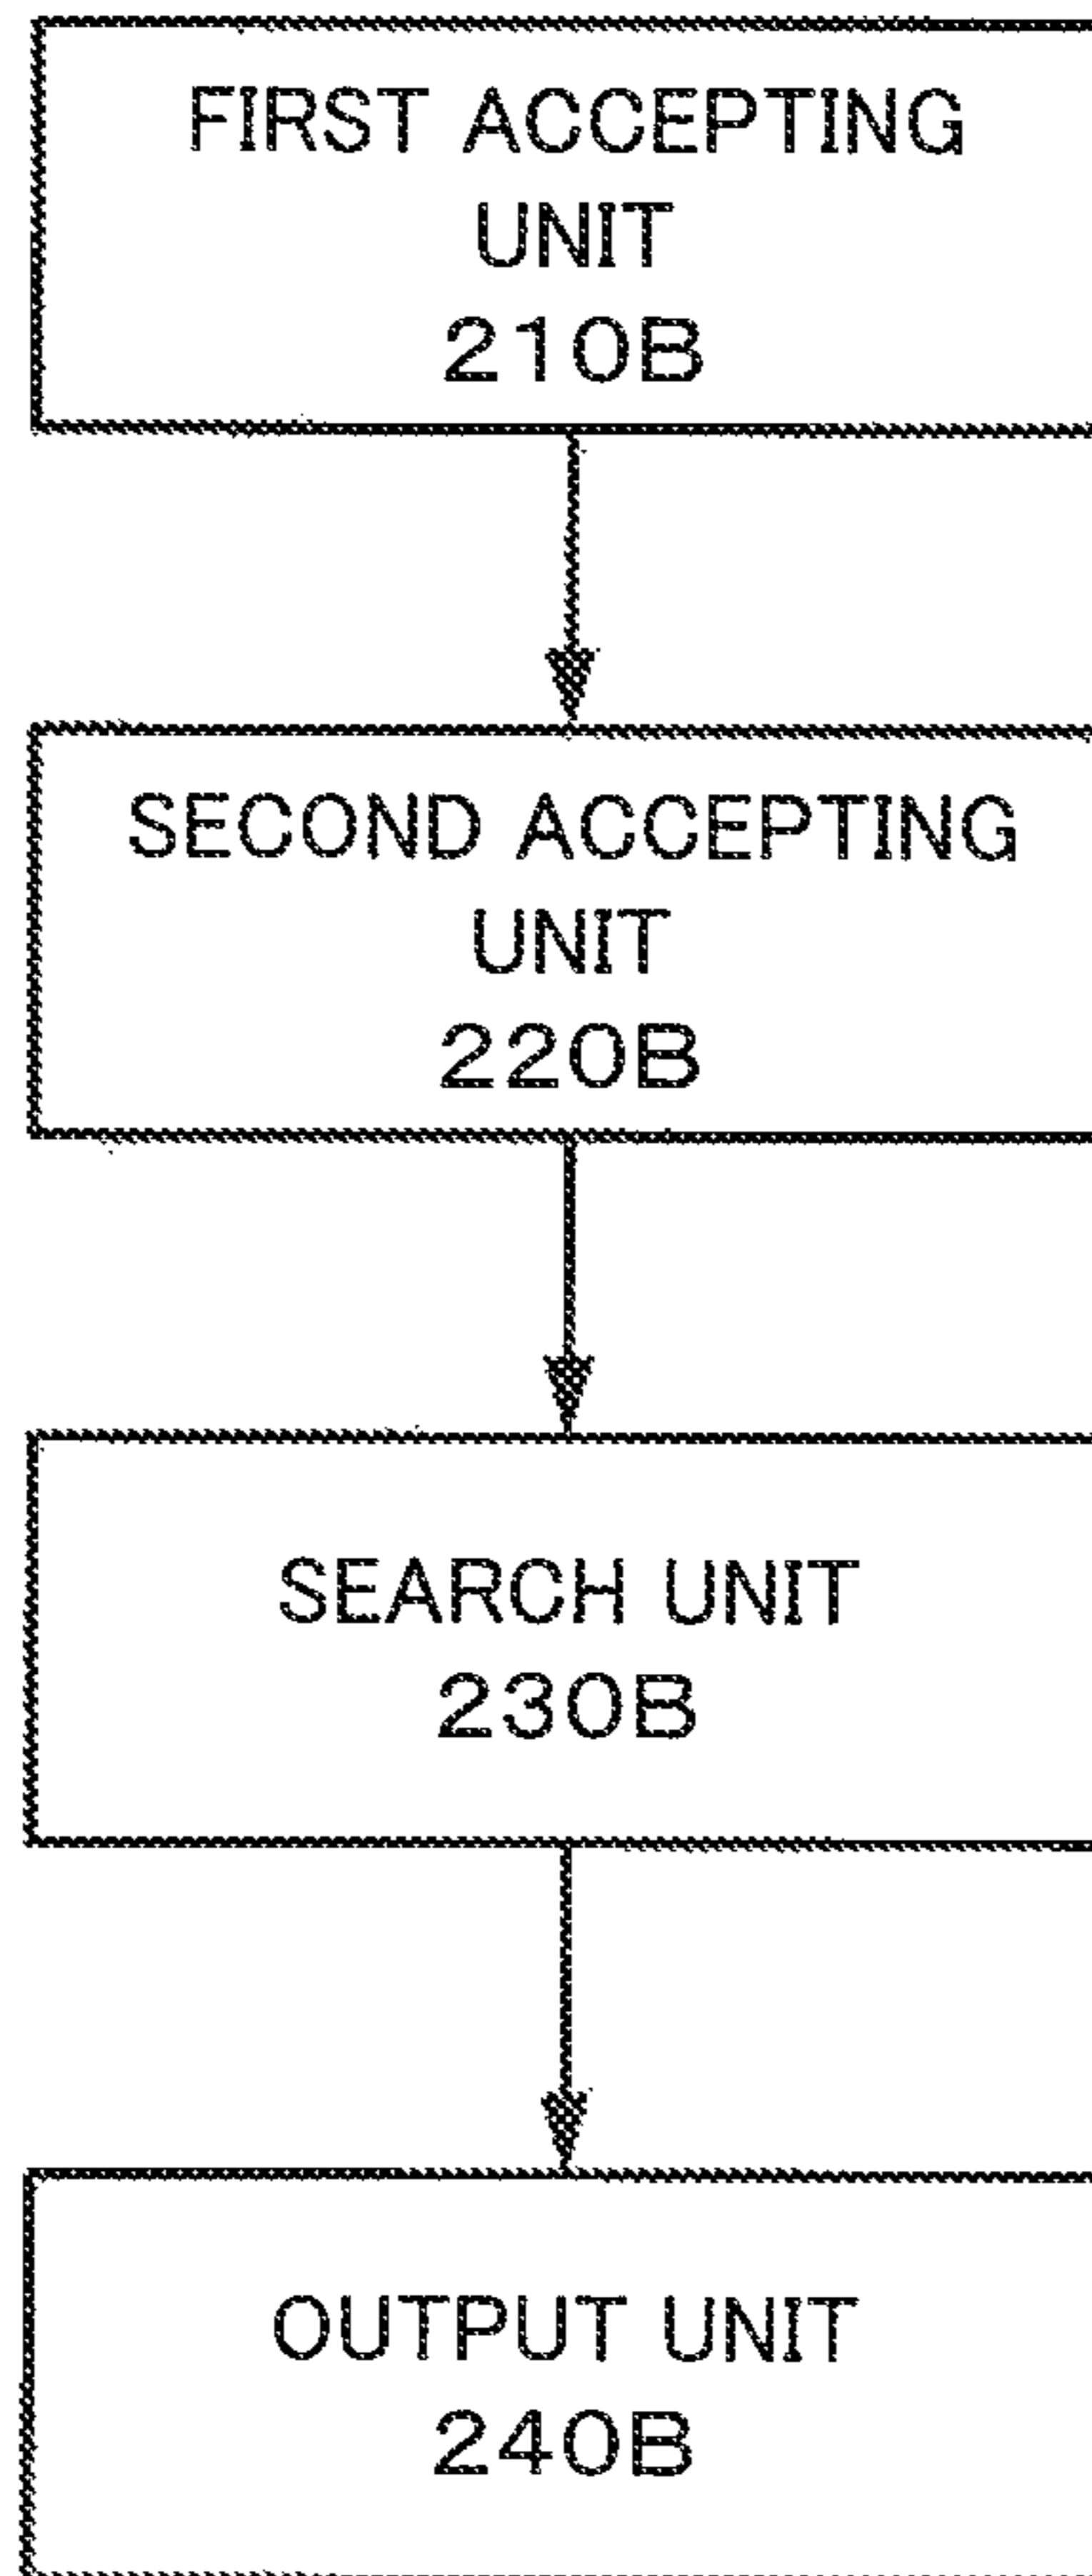 FIRST ACCEPTING
UNIT
210B
SECOND ACCEPTING
UNIT
220B
SEARCH UNIT
230B
OUTPUT UNIT
240B